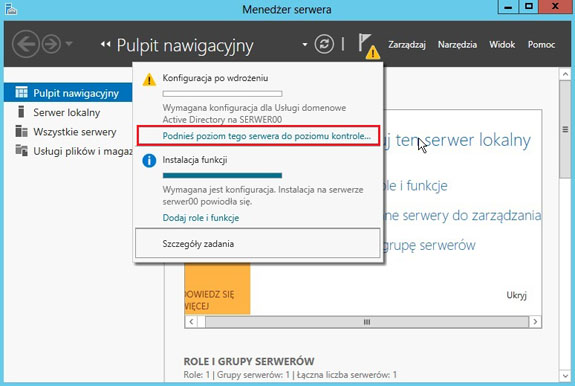 Menedżer serwera
Pulpit nawigacyjny
Zarządzaj Narzędzia Widok Pomoc
Pulpit nawigacyjny
Serwer lokalny
Wszystkie serwery
Usługi plików i magaz
Konfiguracja po wdrożeniu
Wymagana konfiguracja dla Usługi domenowe
Active Directory na SERWER00
Podnieś poziom tego serwera do poziomu kontrole...
Instalacja funkcji
Wymagana jest konfiguracja. Instalacja na serwerze
serwer00 powiodła się.
Dodaj role i funkcje
Szczegóły zadania
j ten serwer lokalny
le i funkcje
ne serwery do zarządzania
grupę serwerów
DOWIEDZ SIĘ
WIĘCEJ
Ukryj
ROLE I GRUPY SERWERÓW
Role: 1 | Grupy serwerów: 1 | Łączna liczba serwerów: 1